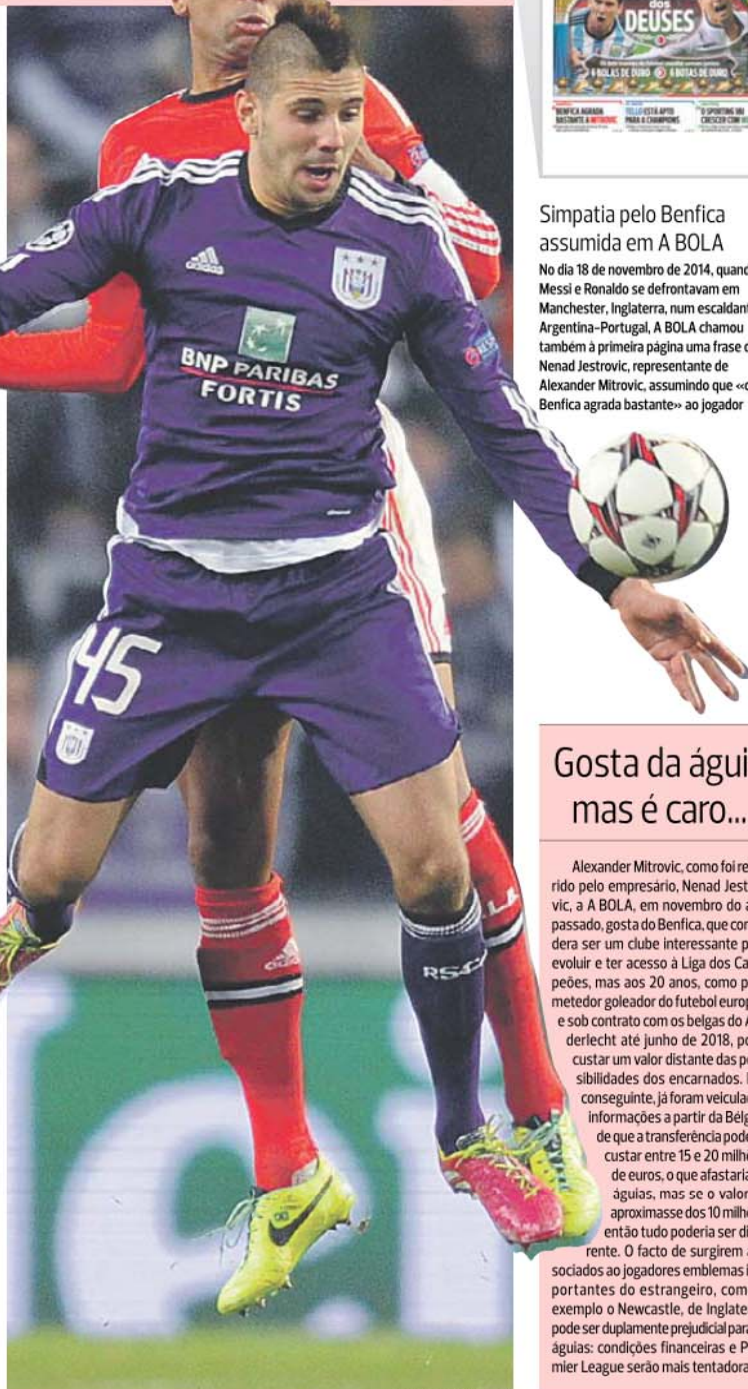 dos
DEUSES
4 BOLAS DE OURO
BENFICA AGRADA
BASTANTE A MITROVIC
TELLO ESTÁ APTO
PARA A CHAMPIONS
O SPORTING VAI
CRESCER COM
Simpatia pelo Benfica
assumida em A BOLA
No dia 18 de novembro de 2014, quand
Messi e Ronaldo se defrontavam em
Manchester, Inglaterra, num escaldant
Argentina-Portugal, A BOLA chamou
também à primeira página uma frase d
Nenad Jestrovic, representante de
Alexander Mitrovic, assumindo que «o
Benfica agrada bastante» ao jogador
adidas
BNP PARIBAS
FORTIS
45
RSC
Gosta da águi
mas é caro...
Alexander Mitrovic, como foi re
rido pelo empresário, Nenad Jest
vic, a A BOLA, em novembro do a
passado, gosta do Benfica, que con
dera ser um clube interessante p
evoluir e ter acesso à Liga dos Ca
peões, mas aos 20 anos, como p
metedor goleador do futebol europ
e sob contrato com os belgas do A
derlecht até junho de 2018, po
custar um valor distante das po
sibilidades dos encarnados. P
conseguinte, já foram veiculad
informações a partir da Bélg
de que a transferência pode
custar entre 15 e 20 milhõ
de euros, o que afastaria
águias, mas se o valor
aproximasse dos 10 milhõ
então tudo poderia ser di
rente. O facto de surgirem a
sociados ao jogadores emblemas i
portantes do estrangeiro, com
exemplo o Newcastle, de Inglate
pode ser duplamente prejudicial para
águias: condições financeiras e P
mier League serão mais tentadora